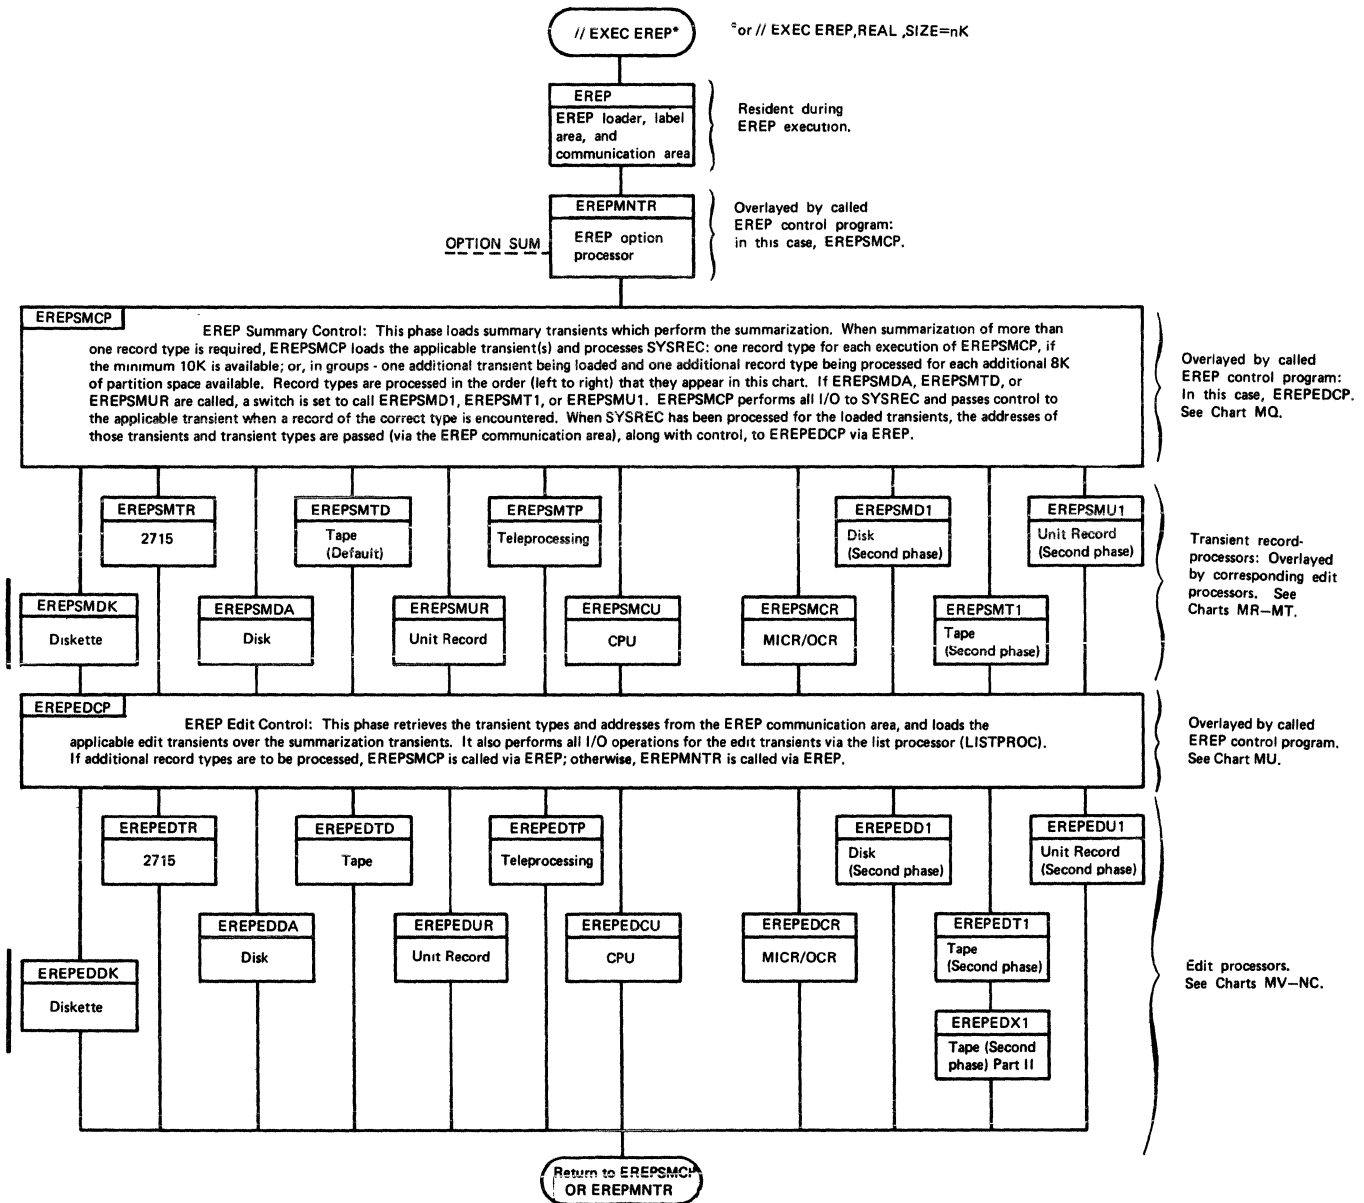 // EXEC EREP*
*or // EXEC EREP,REAL ,SIZE=nK
EREP
EREP loader, label
area, and
communication area
Resident during
EREP execution.
EREPMNTR
EREP option
processor
OPTION SUM
Overlayed by called
EREP control program:
in this case, EREPSMCP.
EREPSMCP
EREP Summary Control: This phase loads summary transients which perform the summarization. When summarization of more than
one record type is required, EREPSMCP loads the applicable transient(s) and processes SYSREC: one record type for each execution of EREPSMCP, if
the minimum 10K is available; or, in groups - one additional transient being loaded and one additional record type being processed for each additional 8K
of partition space available. Record types are processed in the order (left to right) that they appear in this chart. If EREPSMDA, EREPSMTD, or
EREPSMUR are called, a switch is set to call EREPSMD1, EREPSMT1, or EREPSMU1. EREPSMCP performs all I/O to SYSREC and passes control to
the applicable transient when a record of the correct type is encountered. When SYSREC has been processed for the loaded transients, the addresses of
those transients and transient types are passed (via the EREP communication area), along with control, to EREPEDCP via EREP.
Overlayed by called
EREP control program:
In this case, EREPEDCP.
See Chart MQ.
EREPSMTR
2715
EREPSMTD
Tape
(Default)
EREPSMTP
Teleprocessing
EREPSMD1
Disk
(Second phase)
EREPSMU1
Unit Record
(Second phase)
EREPSMDK
Diskette
EREPSMDA
Disk
EREPSMUR
Unit Record
EREPSMCU
CPU
EREPSMCR
MICR/OCR
EREPSMT1
Tape
(Second phase)
Transient record-
processors: Overlayed
by corresponding edit
processors. See
Charts MR–MT.
EREPEDCP
EREP Edit Control: This phase retrieves the transient types and addresses from the EREP communication area, and loads the
applicable edit transients over the summarization transients. It also performs all I/O operations for the edit transients via the list processor (LISTPROC).
If additional record types are to be processed, EREPSMCP is called via EREP; otherwise, EREPMNTR is called via EREP.
Overlayed by called
EREP control program.
See Chart MU.
EREPEDTR
2715
EREPEDTD
Tape
EREPEDTP
Teleprocessing
EREPEDD1
Disk
(Second phase)
EREPEDU1
Unit Record
(Second phase)
EREPEDDA
Disk
EREPEDUR
Unit Record
EREPEDCU
CPU
EREPEDCR
MICR/OCR
EREPEDT1
Tape
(Second phase)
EREPEDDK
Diskette
EREPEDX1
Tape (Second
phase) Part II
Edit processors.
See Charts MV–NC.
Return to EREPSMCP
OR EREPMNTR